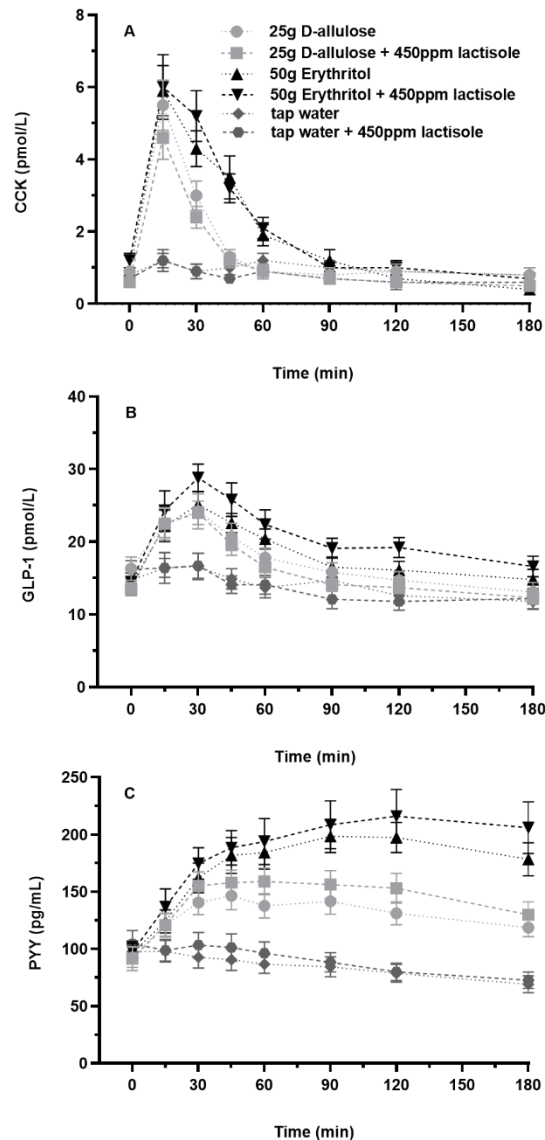 A
25g D-allulose
25g D-allulose + 450ppm lactisole
50g Erythritol
50g Erythritol + 450ppm lactisole
tap water
tap water + 450ppm lactisole
CCK (pmol/L)
8
6
4
2
0
0 30 60 90 120 150 180
Time (min)
B
GLP-1 (pmol/L)
40
30
20
10
0
0 30 60 90 120 150 180
Time (min)
C
PYY (pg/mL)
250
200
150
100
50
0
0 30 60 90 120 150 180
Time (min)